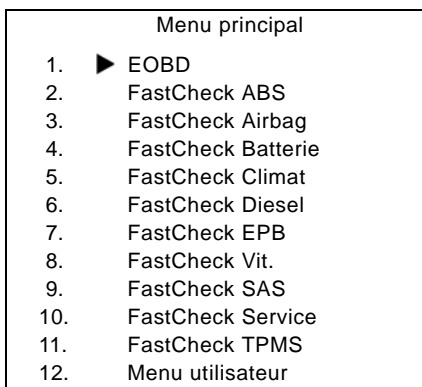 Menu principal
1. EOBD
2. FastCheck ABS
3. FastCheck Airbag
4. FastCheck Batterie
5. FastCheck Climat
6. FastCheck Diesel
7. FastCheck EPB
8. FastCheck Vit.
9. FastCheck SAS
10. FastCheck Service
11. FastCheck TPMS
12. Menu utilisateur